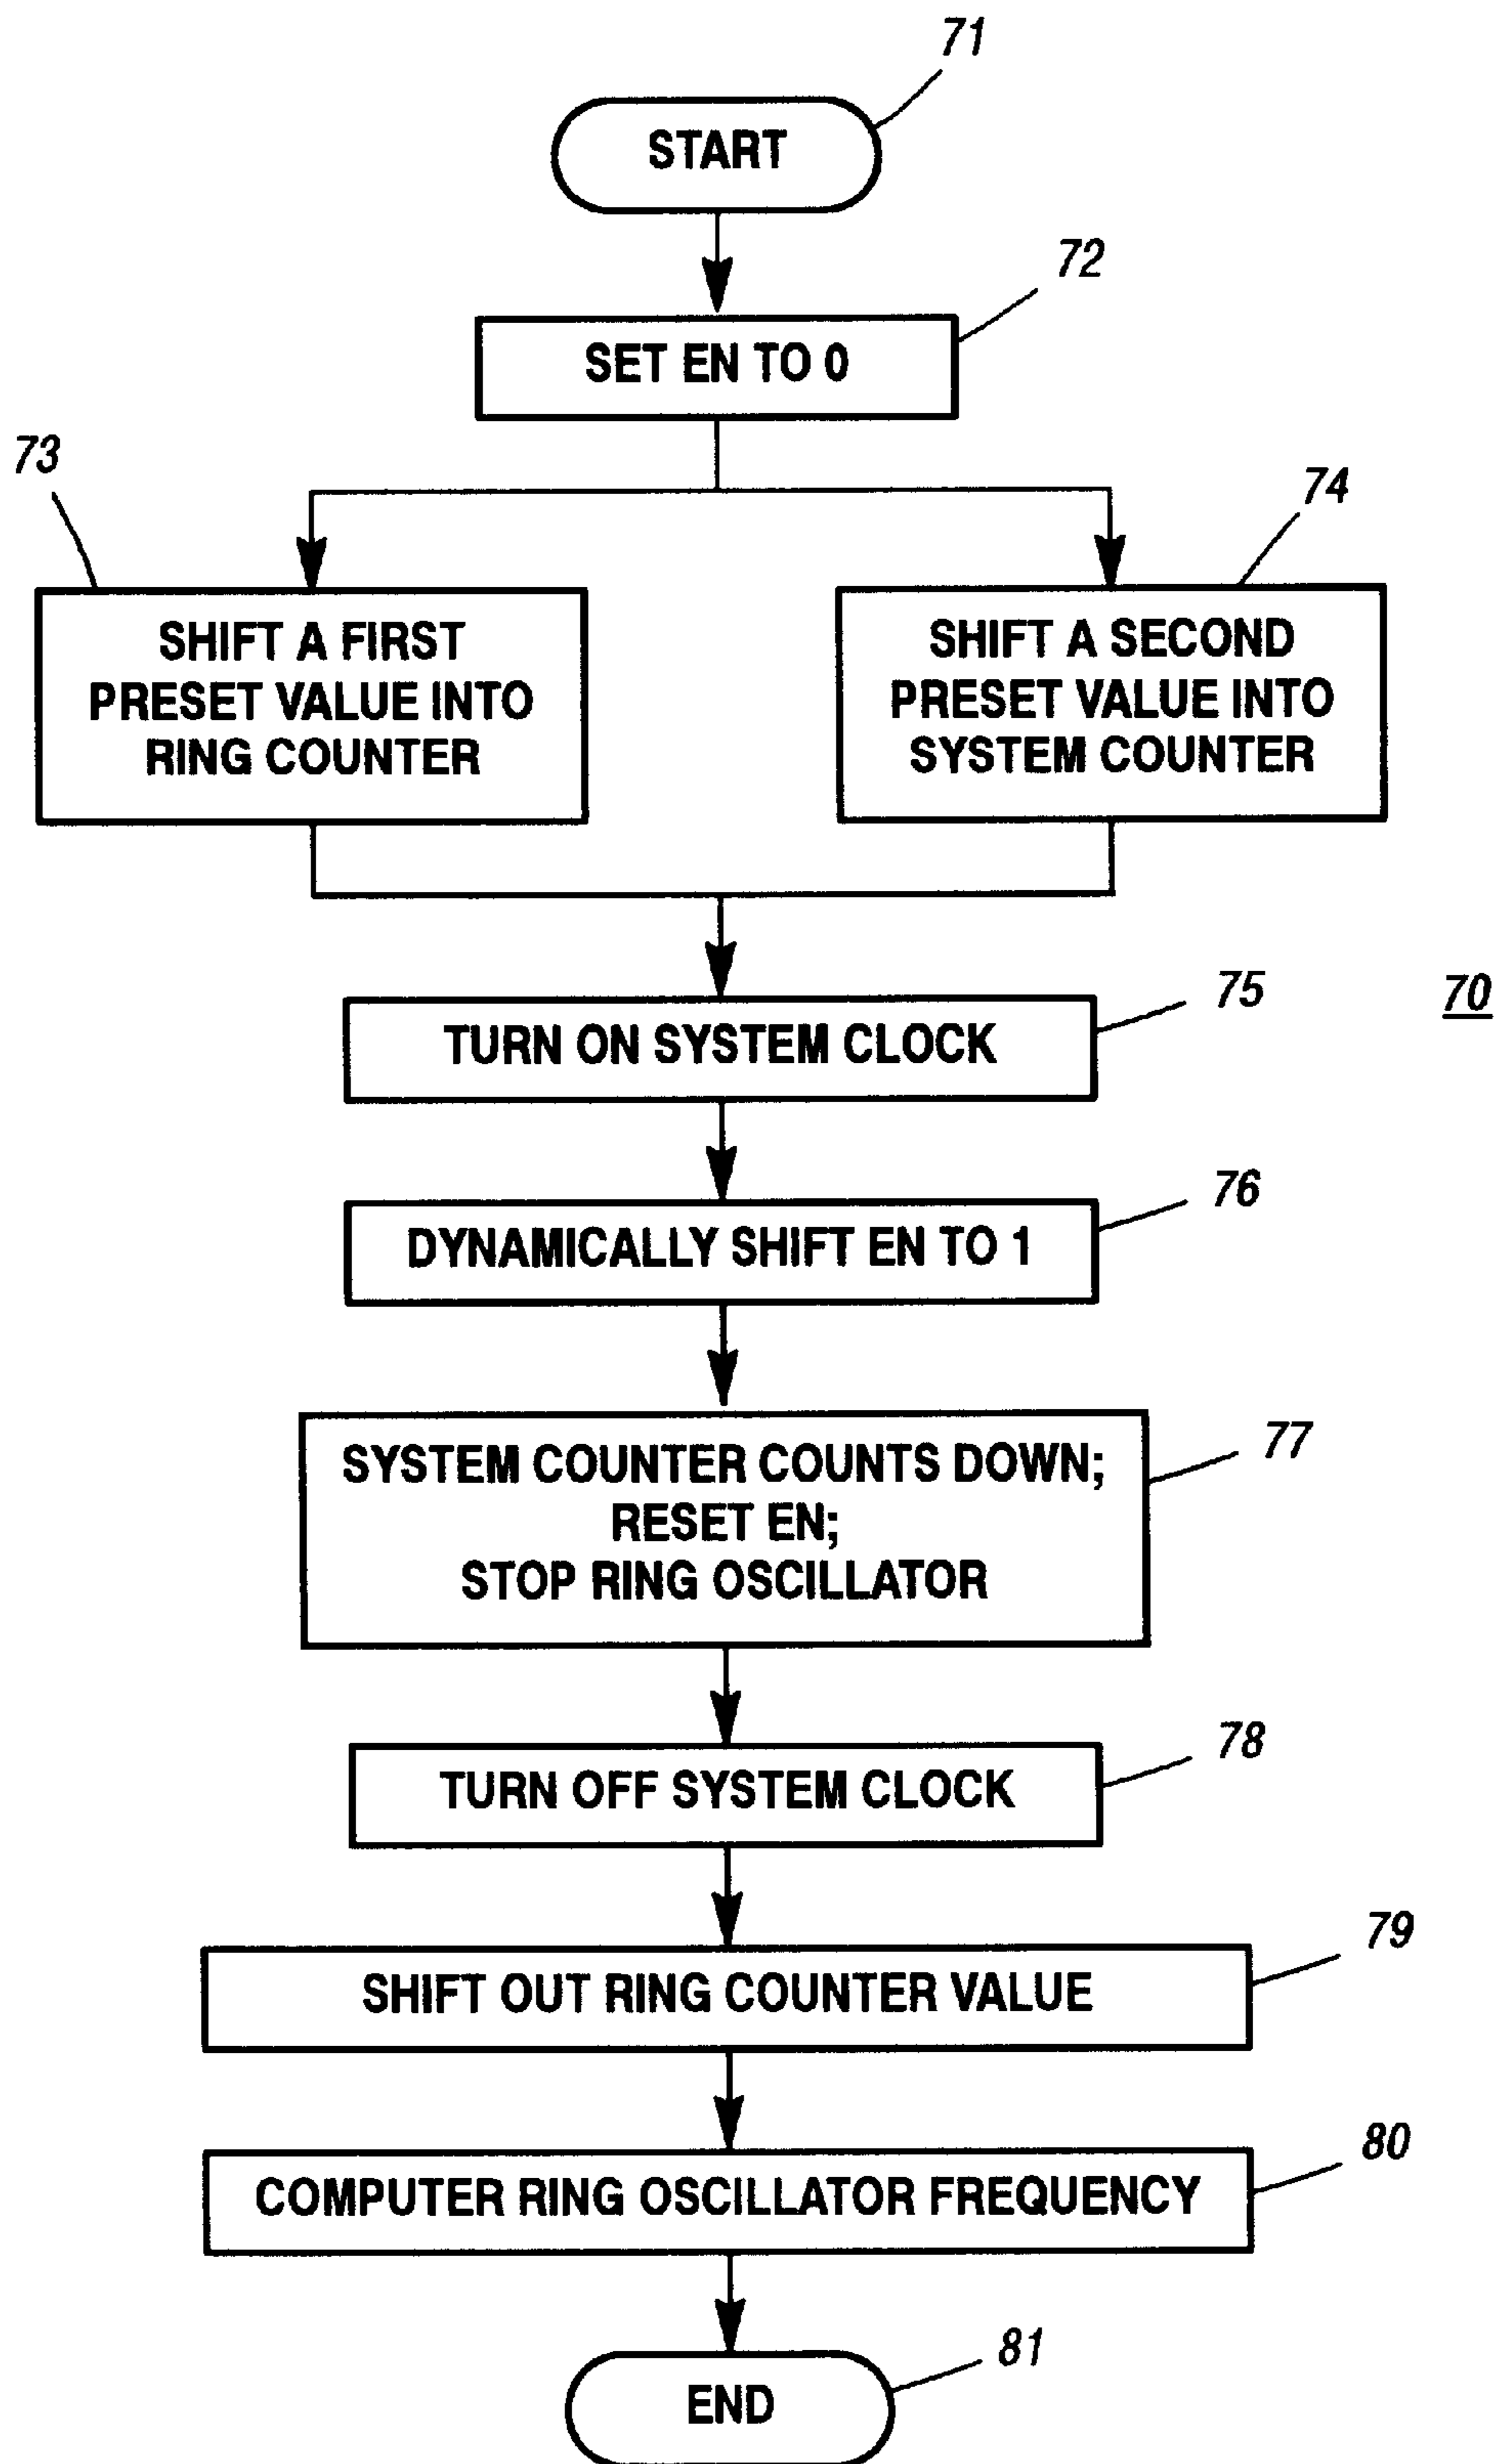 71
START
72
SET EN TO 0
73
74
SHIFT A FIRST
PRESET VALUE INTO
RING COUNTER
SHIFT A SECOND
PRESET VALUE INTO
SYSTEM COUNTER
75
70
TURN ON SYSTEM CLOCK
76
DYNAMICALLY SHIFT EN TO 1
77
SYSTEM COUNTER COUNTS DOWN;
RESET EN;
STOP RING OSCILLATOR
78
TURN OFF SYSTEM CLOCK
79
SHIFT OUT RING COUNTER VALUE
80
COMPUTER RING OSCILLATOR FREQUENCY
81
END